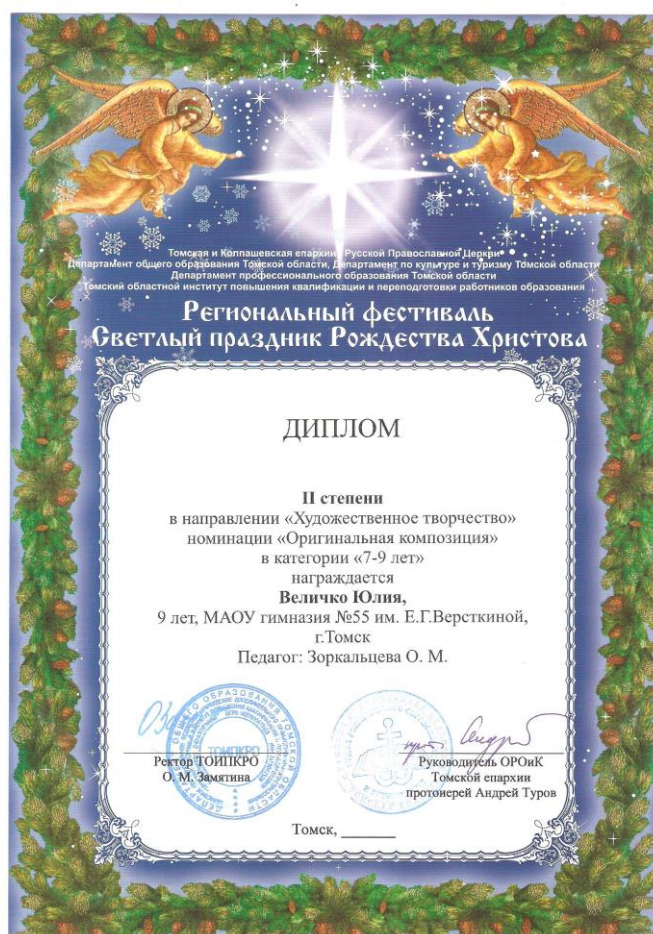 Томская и Колпашевская епархия Русской Православной Церкви
Департамент общего образования Томской области, Департамент по культуре и туризму Томской области
Департамент профессионального образования Томской области
Томский областной институт повышения квалификации и переподготовки работников образования
Региональный фестиваль
Светлый праздник Рождества Христова
ДИПЛОМ
II степени
в направлении «Художественное творчество»
номинации «Оригинальная композиция»
в категории «7-9 лет»
награждается
Величко Юлия,
9 лет, МАОУ гимназия №55 им. Е.Г.Версткиной,
г.Томск
Педагог: Зоркальцева О. М.
ТОИПКРО
Ректор ТОИПКРО
О. М. Замятина
Руководитель ОРОиК
Томской епархии
протоиерей Андрей Туров
Томск, ________